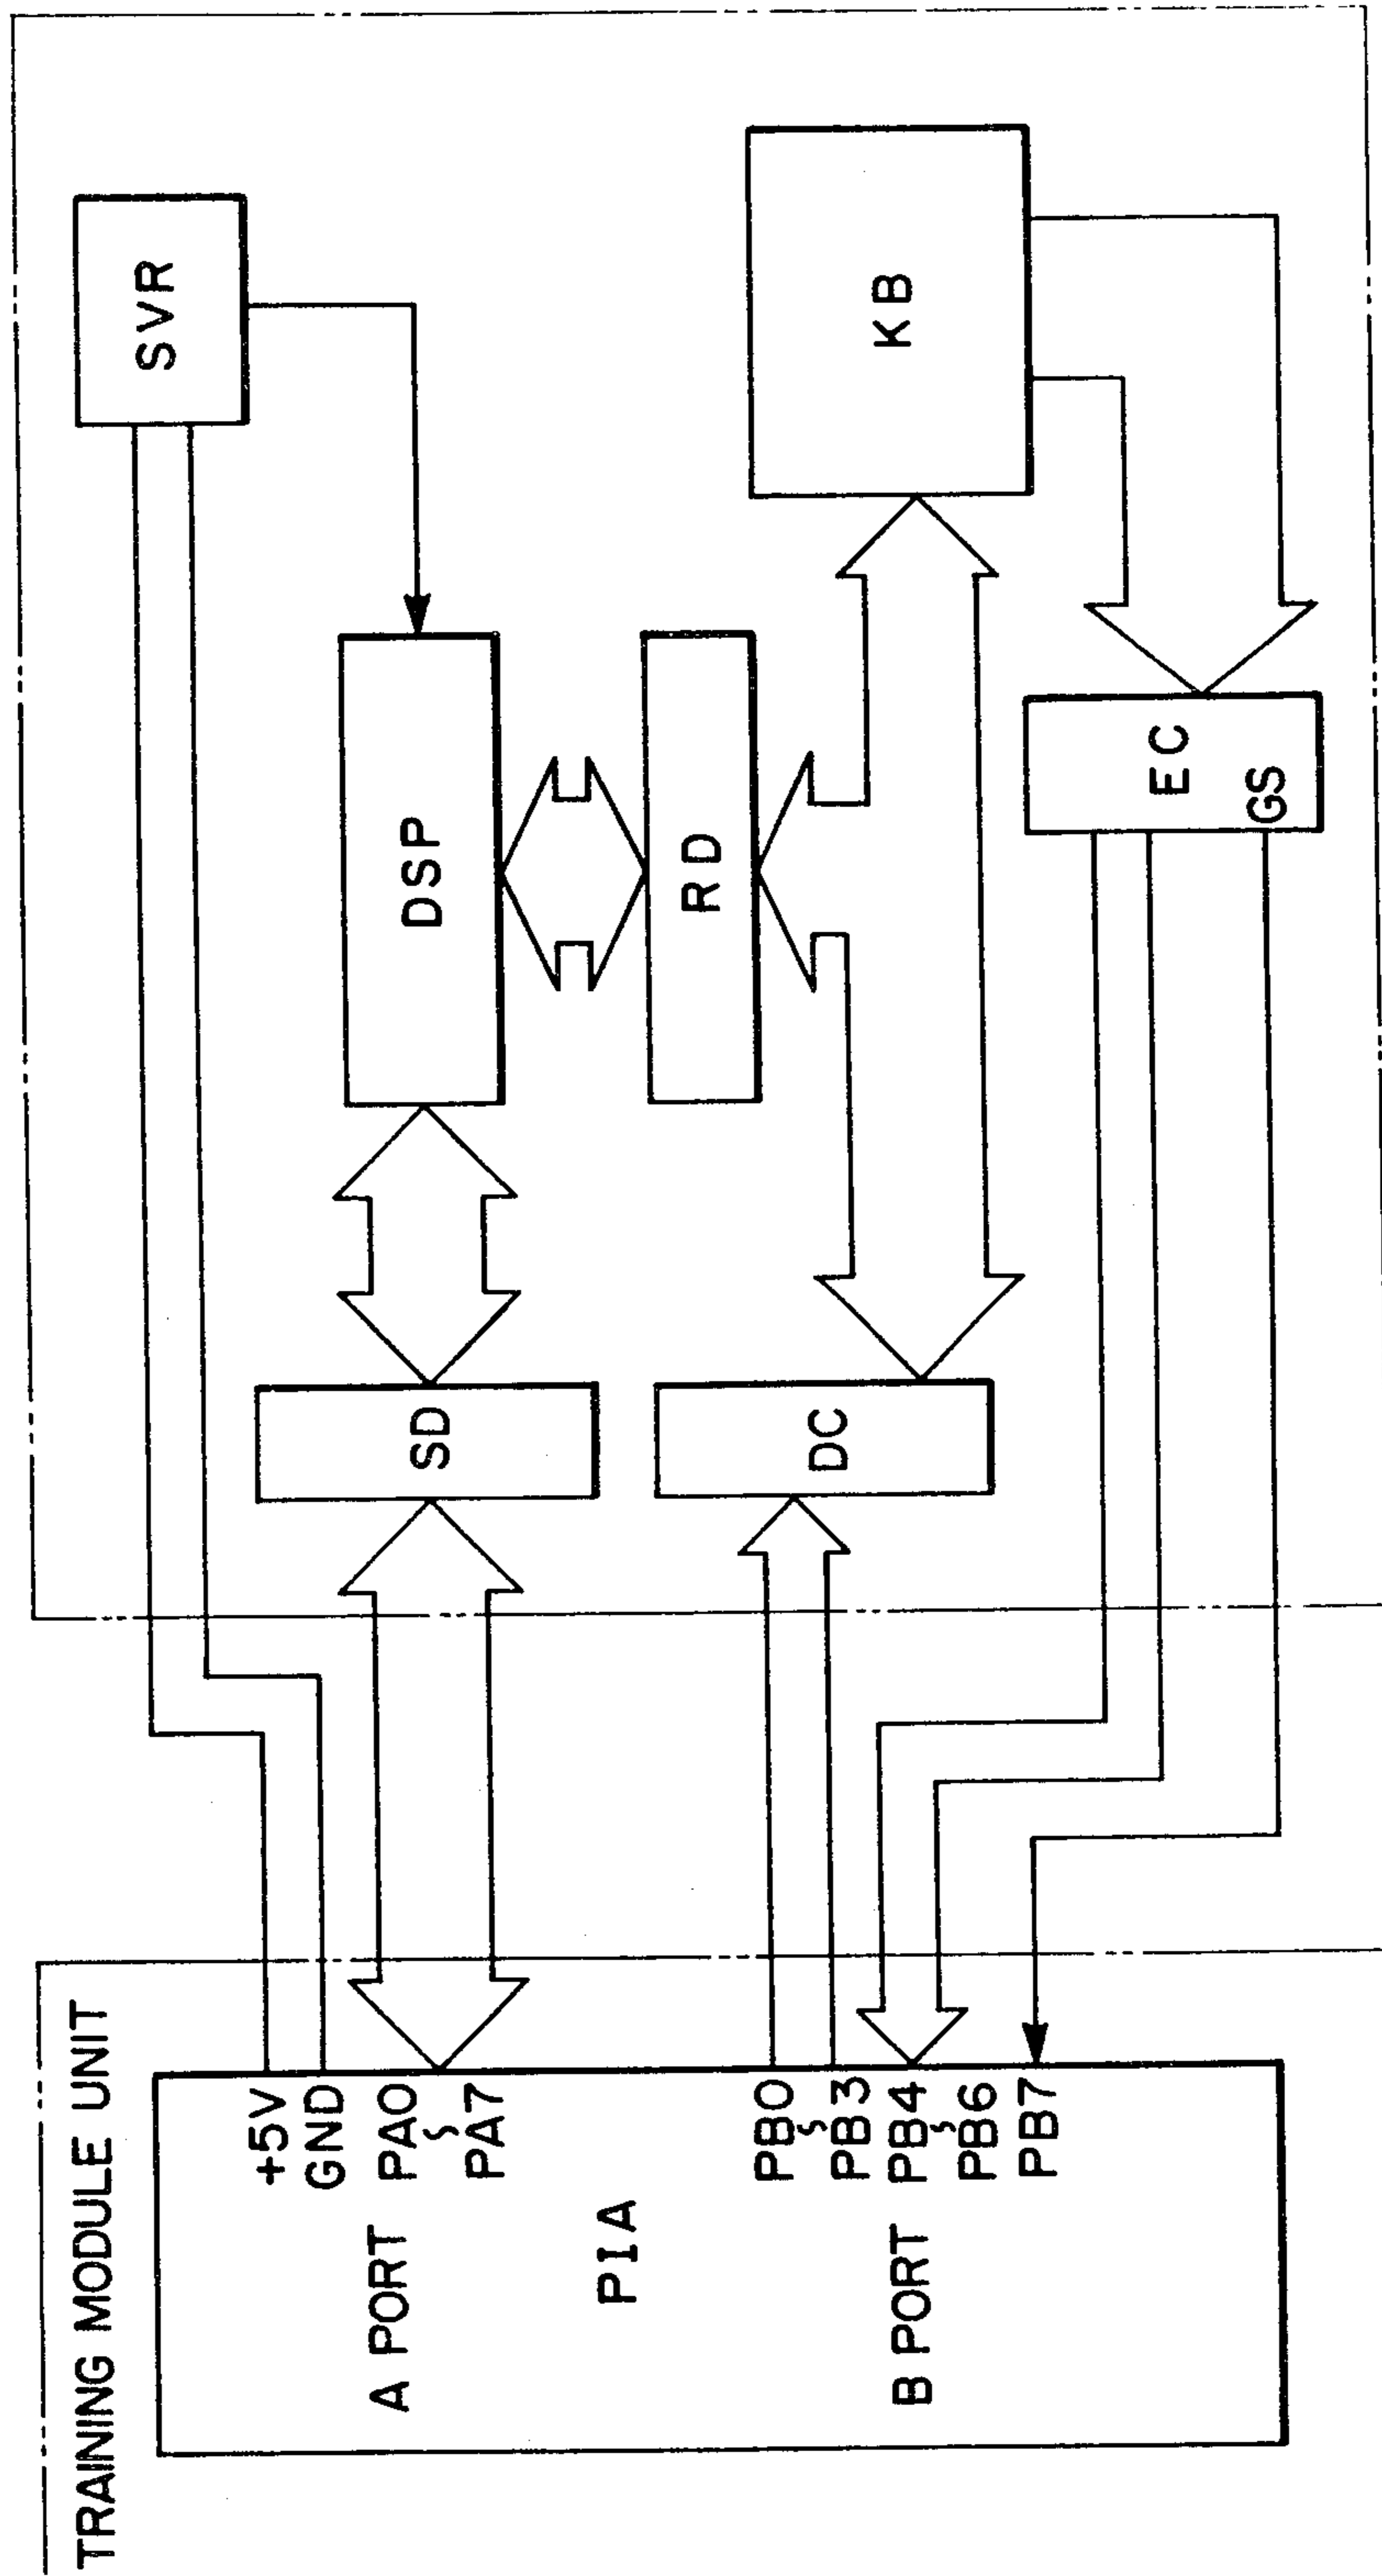 TRAINING MODULE UNIT
+5V
GND
A PORT PA0
~
PA7
PIA
PB0
~
PB3
B PORT PB4
~
PB6
PB7
SD
DC
DSP
RD
SVR
KB
EC
GS